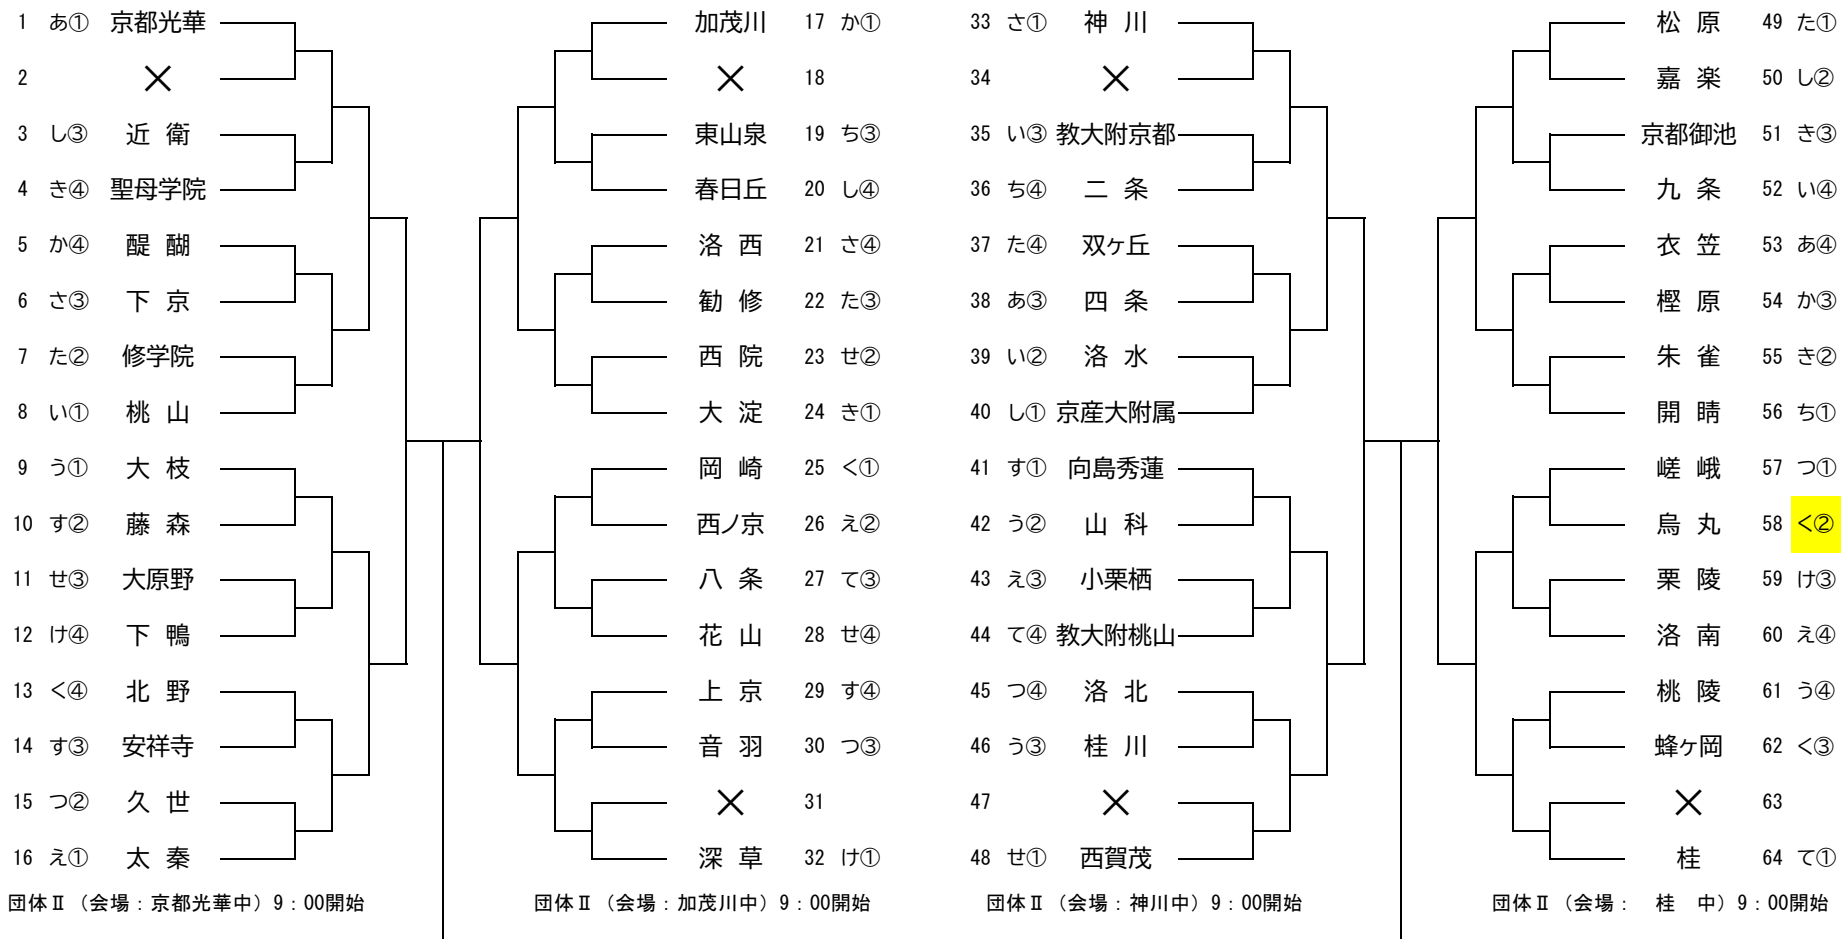 1 あ① 京都光華
2 ×
3 し③ 近 衛
4 き④ 聖母学院
5 か④ 醍 醐
6 さ③ 下 京
7 た② 修学院
8 い① 桃 山
9 う① 大 枝
10 す② 藤 森
11 せ③ 大原野
12 け④ 下 鴨
13 く④ 北 野
14 す③ 安祥寺
15 つ② 久 世
16 え① 太 秦
団体Ⅱ（会場：京都光華中）9：00開始
加茂川 17 か①
× 18
東山泉 19 ち③
春日丘 20 し④
洛 西 21 さ④
勧 修 22 た③
西 院 23 せ②
大 淀 24 き①
岡 崎 25 く①
西ノ京 26 え②
八 条 27 て③
花 山 28 せ④
上 京 29 す④
音 羽 30 つ③
× 31
深 草 32 け①
団体Ⅱ（会場：加茂川中）9：00開始
33 さ① 神 川
34 ×
35 い③ 教大附京都
36 ち④ 二 条
37 た④ 双ヶ丘
38 あ③ 四 条
39 い② 洛 水
40 し① 京産大附属
41 す① 向島秀蓮
42 う② 山 科
43 え③ 小栗栖
44 て④ 教大附桃山
45 つ④ 洛 北
46 う③ 桂 川
47 ×
48 せ① 西賀茂
団体Ⅱ（会場：神川中）9：00開始
松 原 49 た①
嘉 楽 50 し②
京都御池 51 き③
九 条 52 い④
衣 笠 53 あ④
樫 原 54 か③
朱 雀 55 き②
開 睛 56 ち①
嵯 峨 57 つ①
烏 丸 58 く②
栗 陵 59 け③
洛 南 60 え④
桃 陵 61 う④
蜂ヶ岡 62 く③
× 63
桂 64 て①
団体Ⅱ（会場： 桂 中）9：00開始